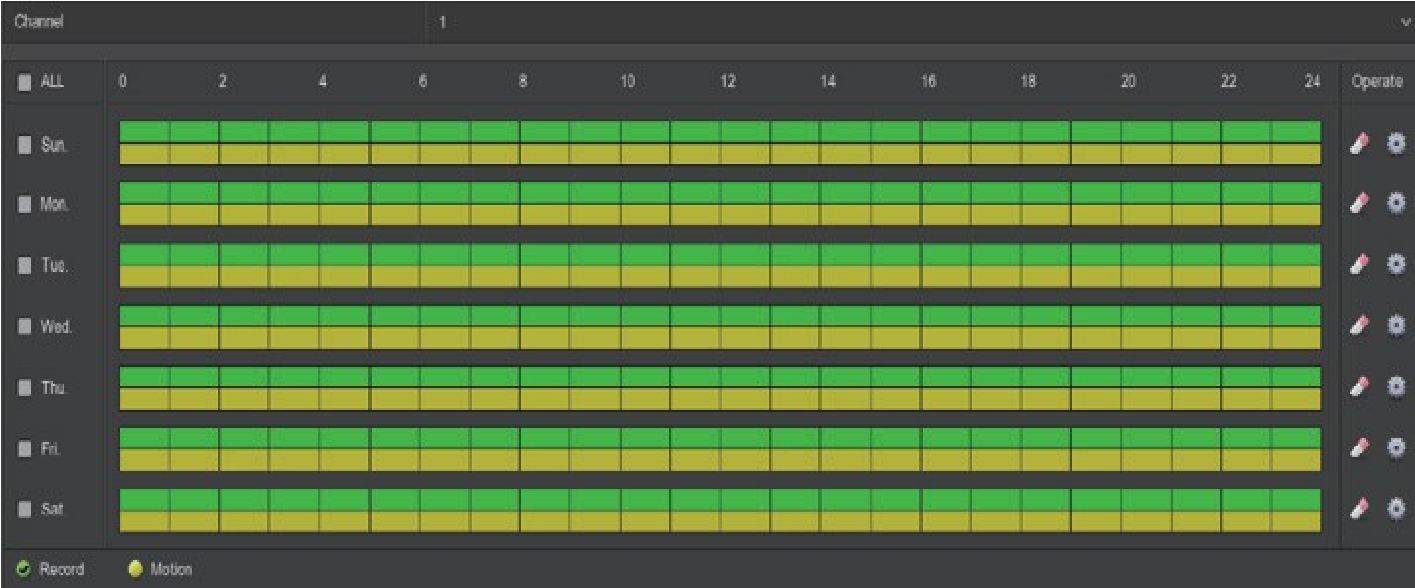 Channel 1
ALL 0 2 4 6 8 10 12 14 16 18 20 22 24 Operate
Sun.
Mon.
Tue.
Wed.
Thu.
Fri.
Sat.
Record Motion